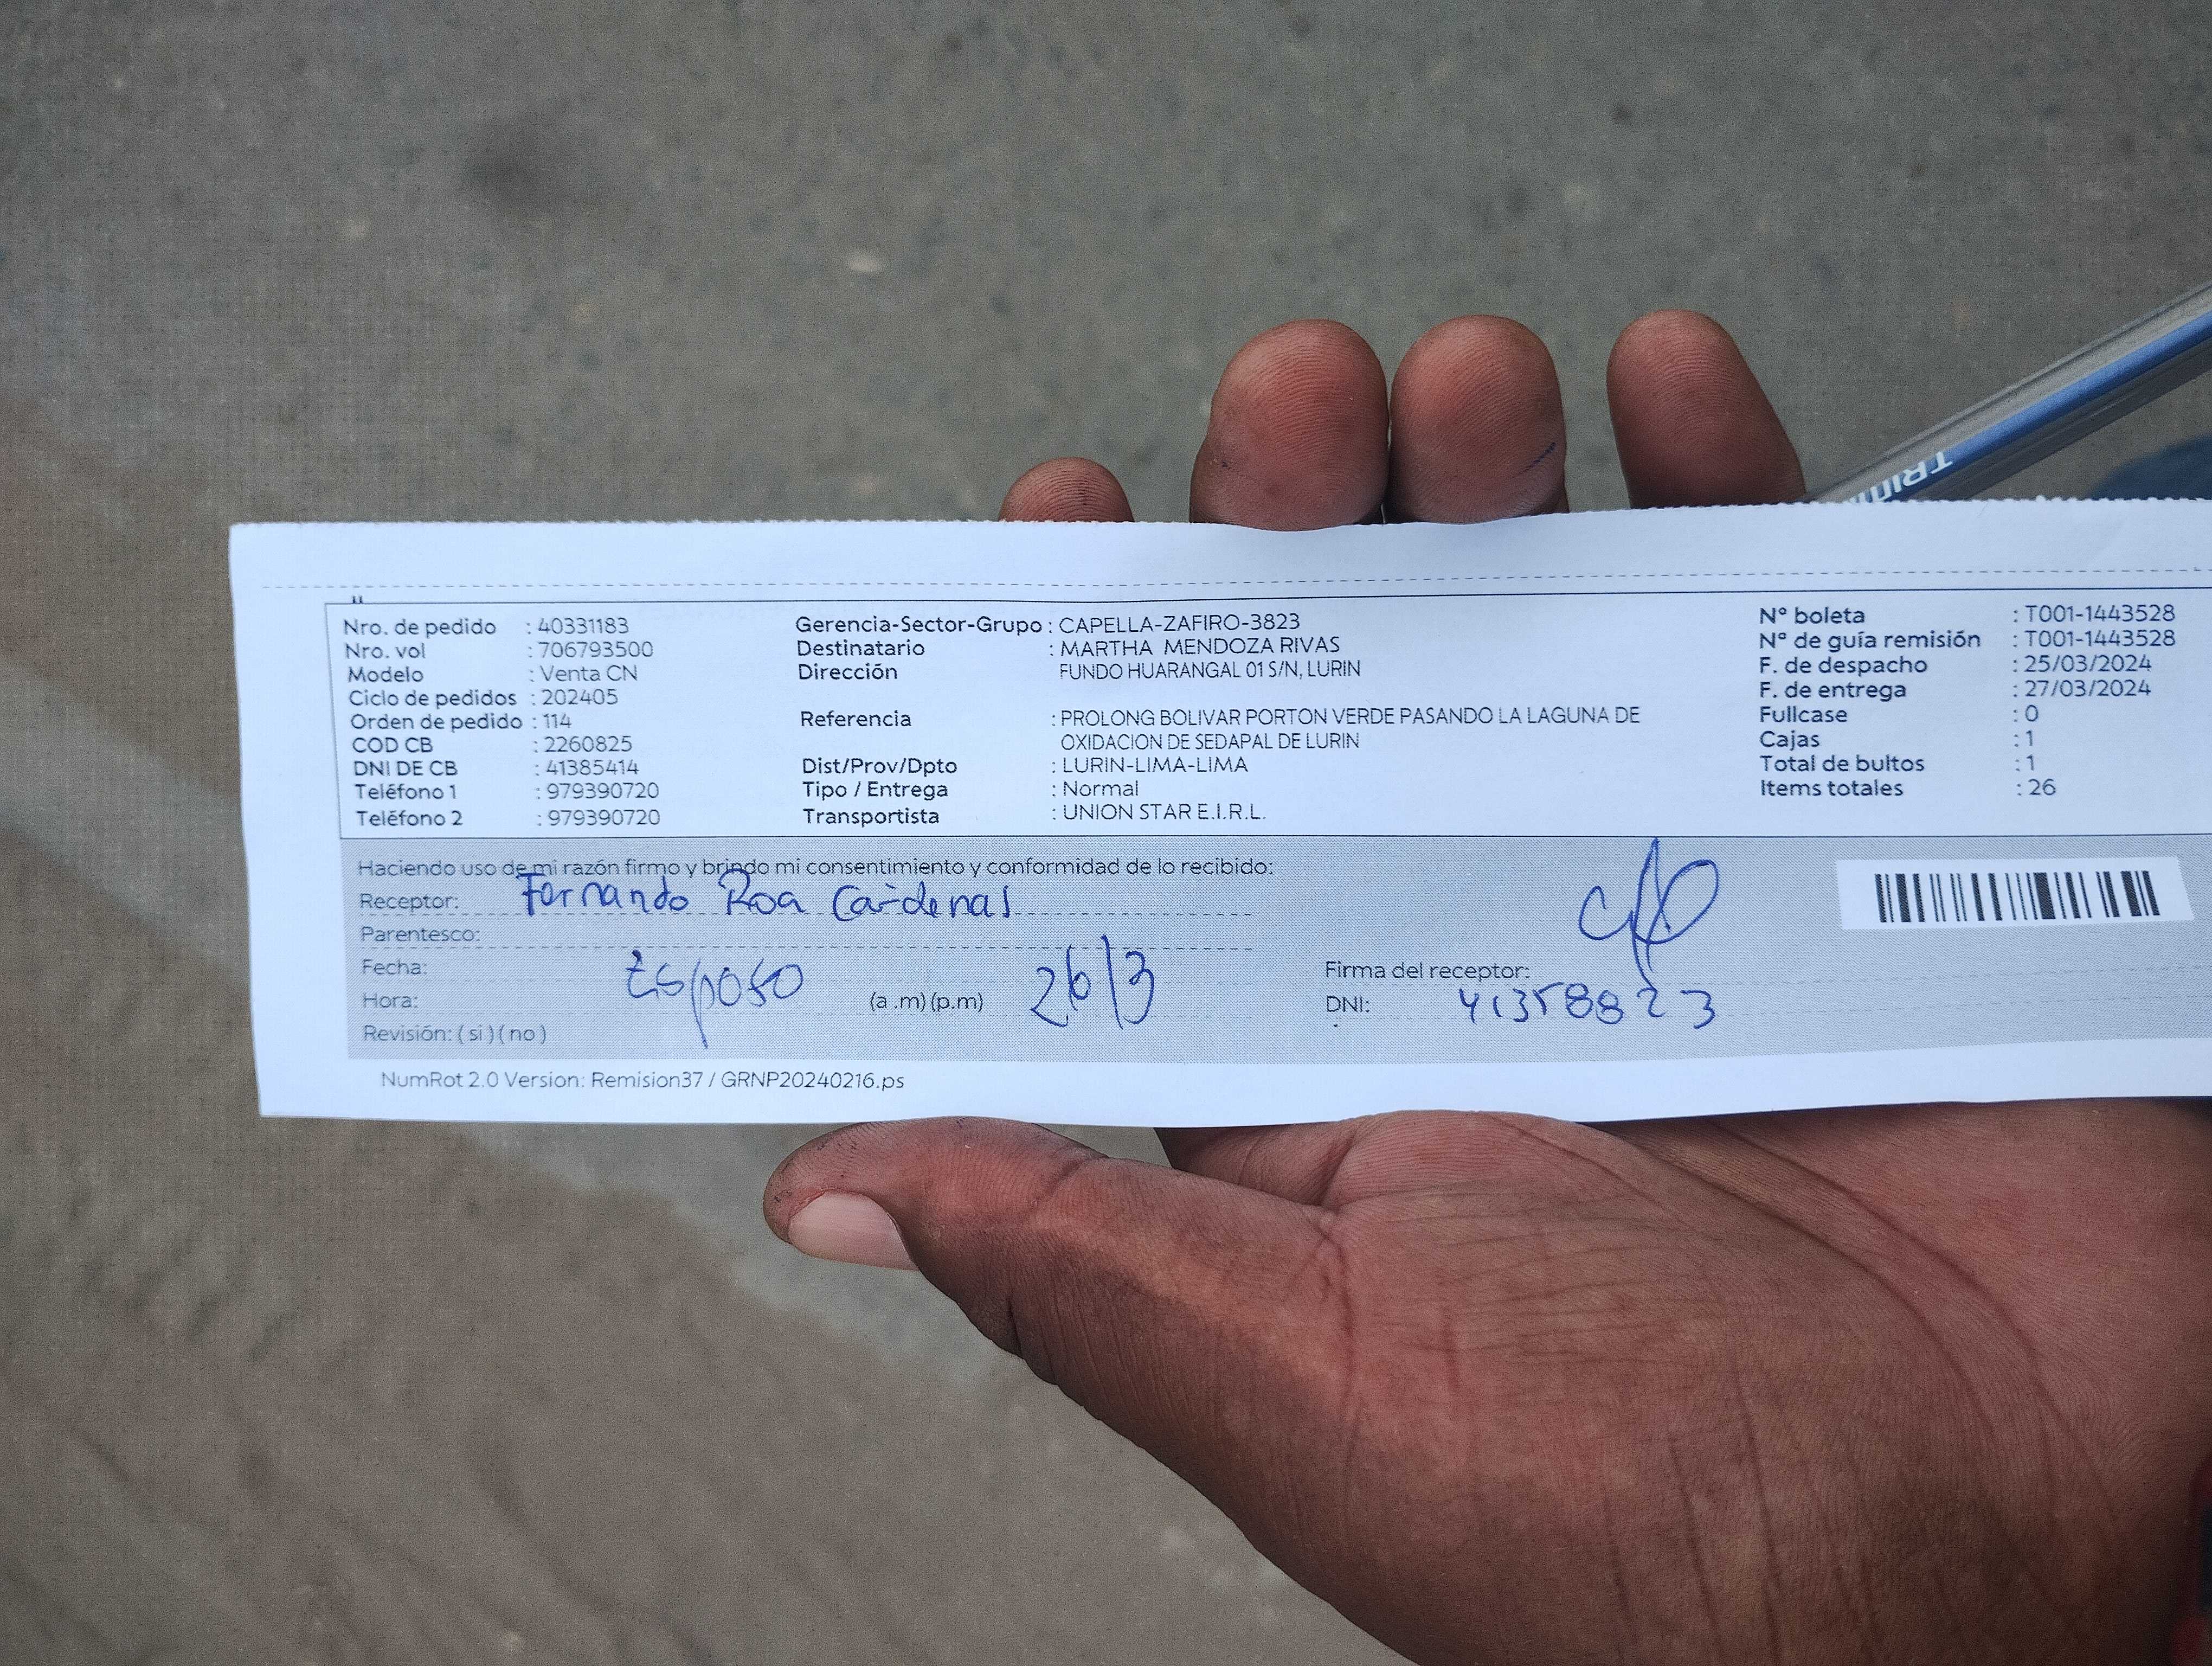 Nro. de pedido : 40331183
Nro. vol : 706793500
Modelo : Venta CN
Ciclo de pedidos : 202405
Orden de pedido : 114
COD CB : 2260825
DNI DE CB : 41385414
Teléfono 1 : 979390720
Teléfono 2 : 979390720
Gerencia-Sector-Grupo : CAPELLA-ZAFIRO-3823
Destinatario : MARTHA MENDOZA RIVAS
Dirección FUNDO HUARANGAL 01 S/N, LURIN
Referencia : PROLONG BOLIVAR PORTON VERDE PASANDO LA LAGUNA DE
OXIDACION DE SEDAPAL DE LURIN
Dist/Prov/Dpto : LURIN-LIMA-LIMA
Tipo / Entrega : Normal
Transportista : UNION STAR E.I.R.L.
N° boleta : T001-1443528
N° de guía remisión : T001-1443528
F. de despacho : 25/03/2024
F. de entrega : 27/03/2024
Fullcase : 0
Cajas : 1
Total de bultos : 1
Items totales : 26
Haciendo uso de mi razón firmo y brindo mi consentimiento y conformidad de lo recibido:
Receptor: Fernando Roa Cárdenas
Parentesco:
Fecha: Esposo 26/3
Hora: (a .m) (p.m)
Revisión: ( si ) ( no )
Firma del receptor:
DNI: 41358823
NumRot 2.0 Version: Remision37 / GRNP20240216.ps